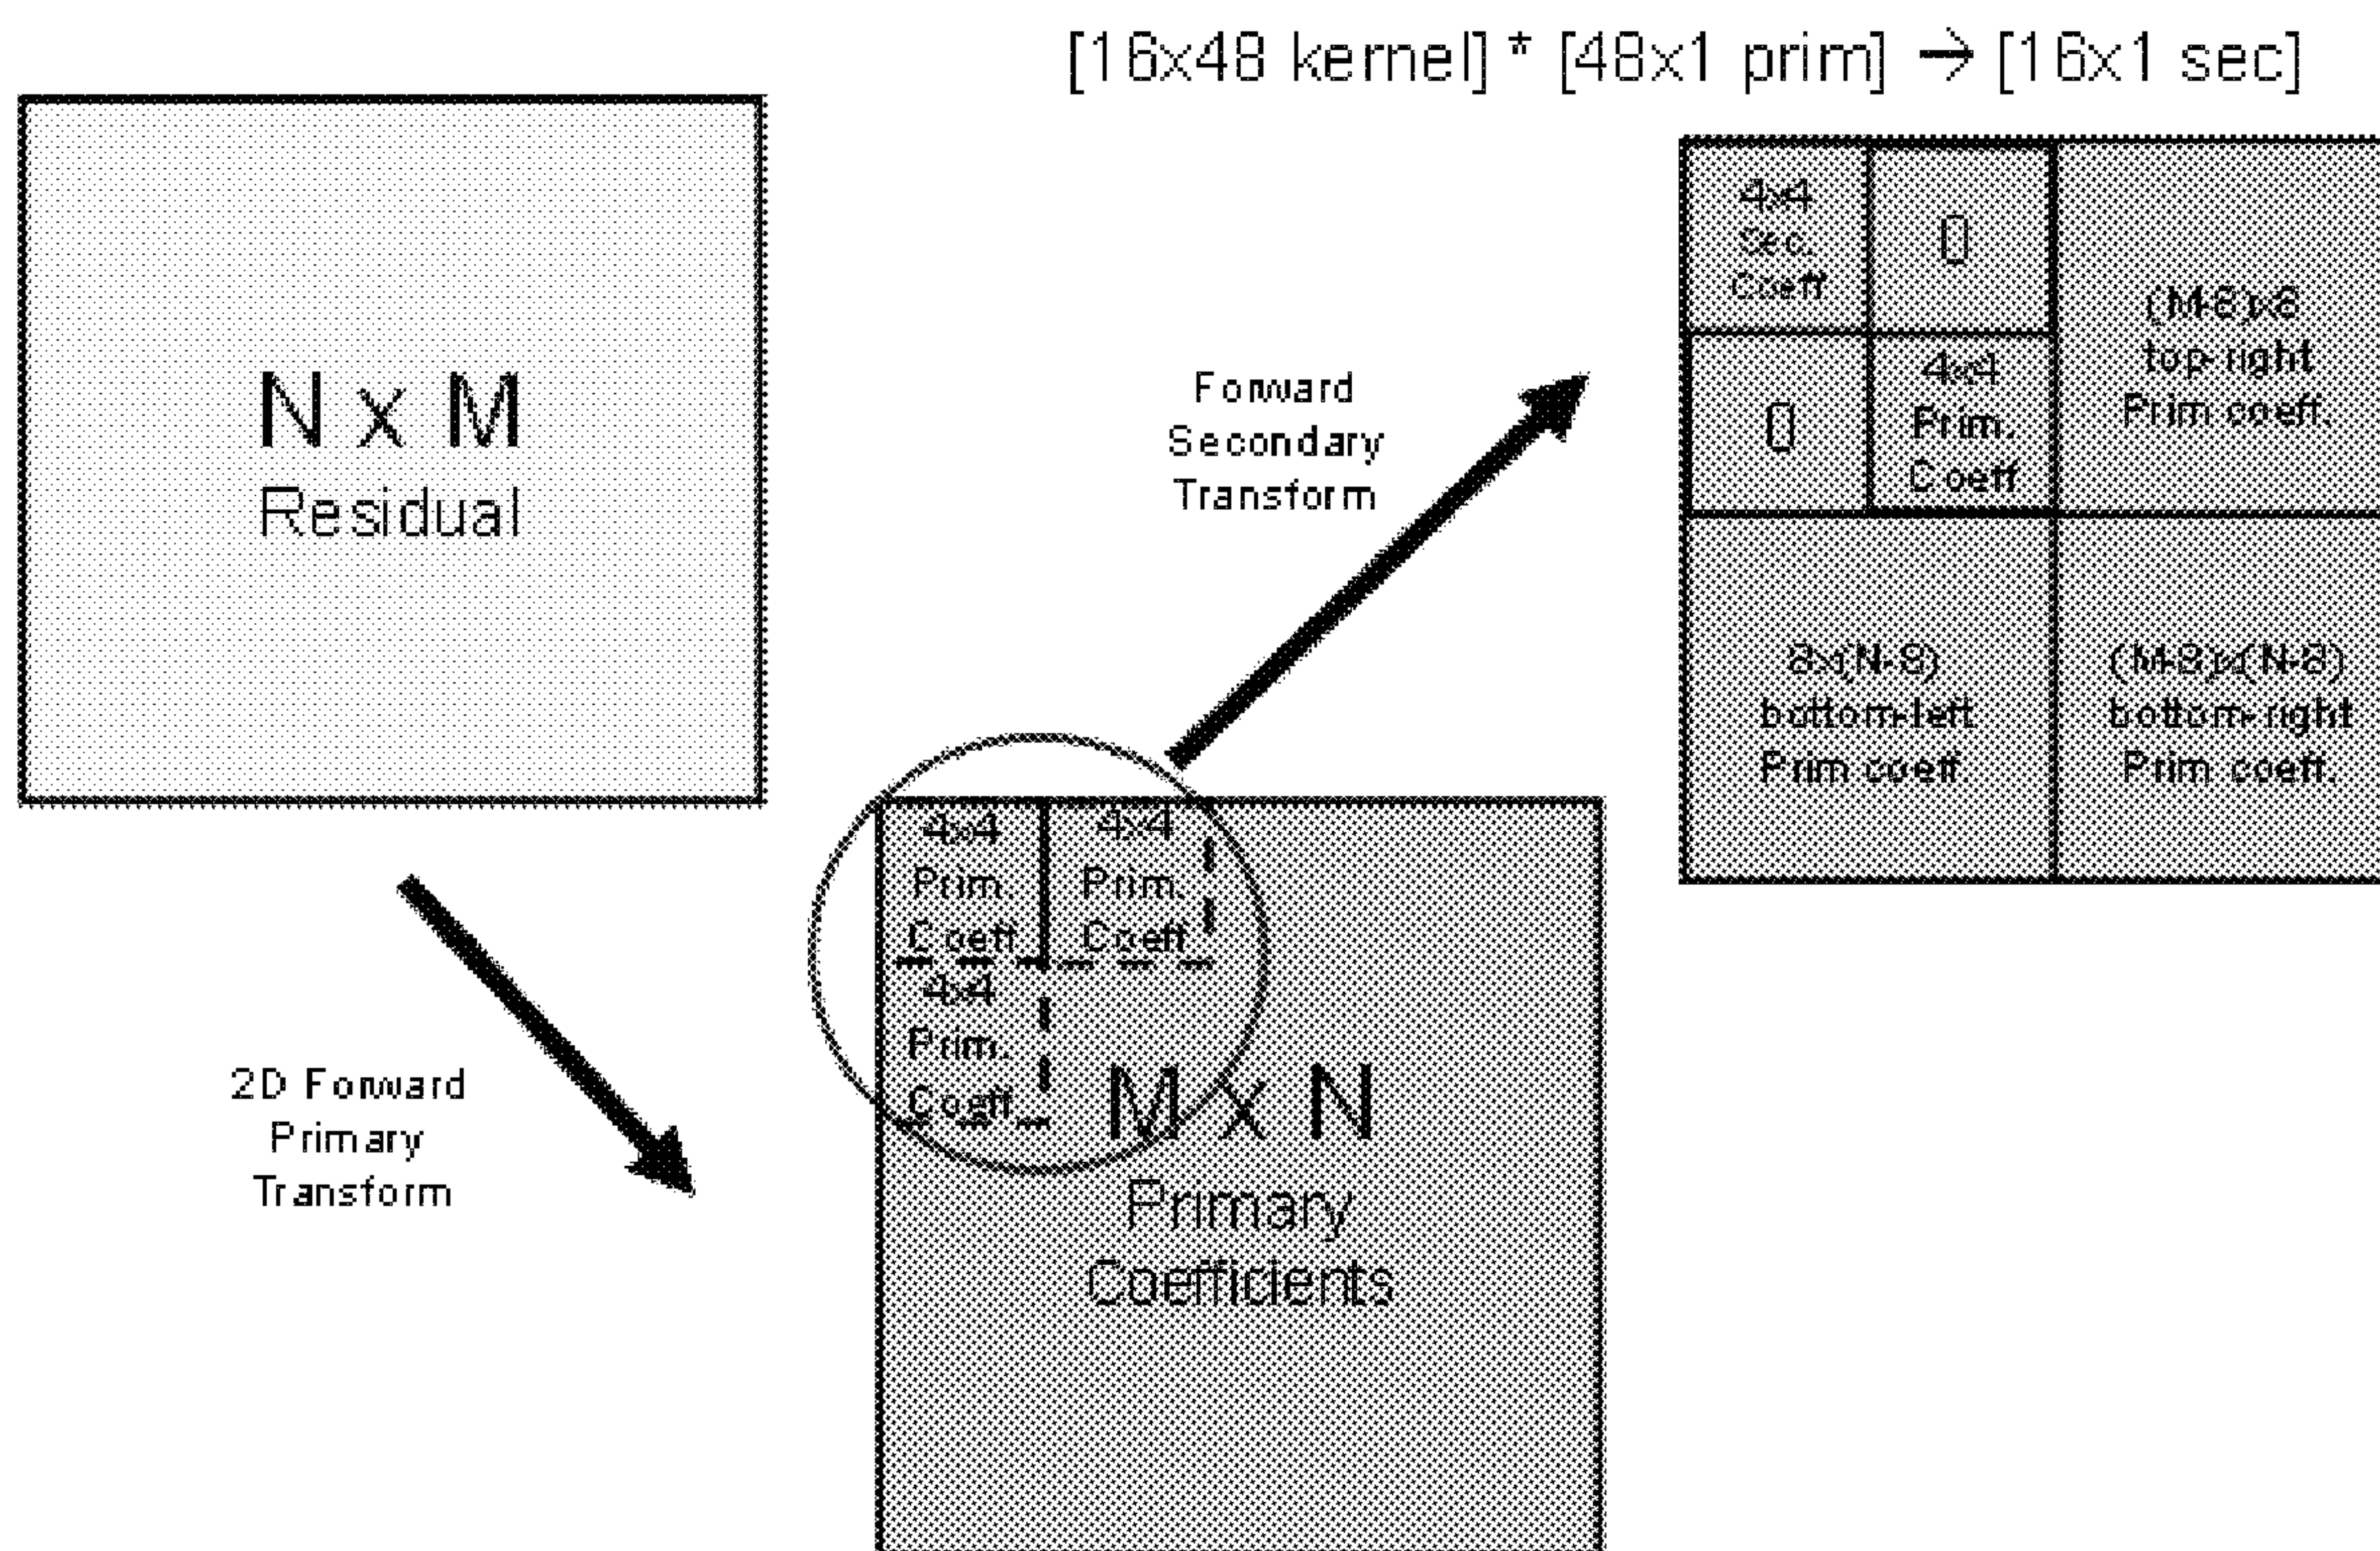 [16x48 kernel] * [48x1 prim] → [16x1 sec]
N x M
Residual
4x4
Sec.
Coeff
0
(M-8)x8
top-right
Prim coeff.
0
4x4
Prim.
Coeff
8x(N-8)
bottom-left
Prim coeff
(M-8)x(N-8)
bottom-right
Prim coeff
Forward
Secondary
Transform
2D Forward
Primary
Transform
4x4
Prim.
Coeff
4x4
Prim.
Coeff
4x4
Prim.
Coeff
M x N
Primary
Coefficients